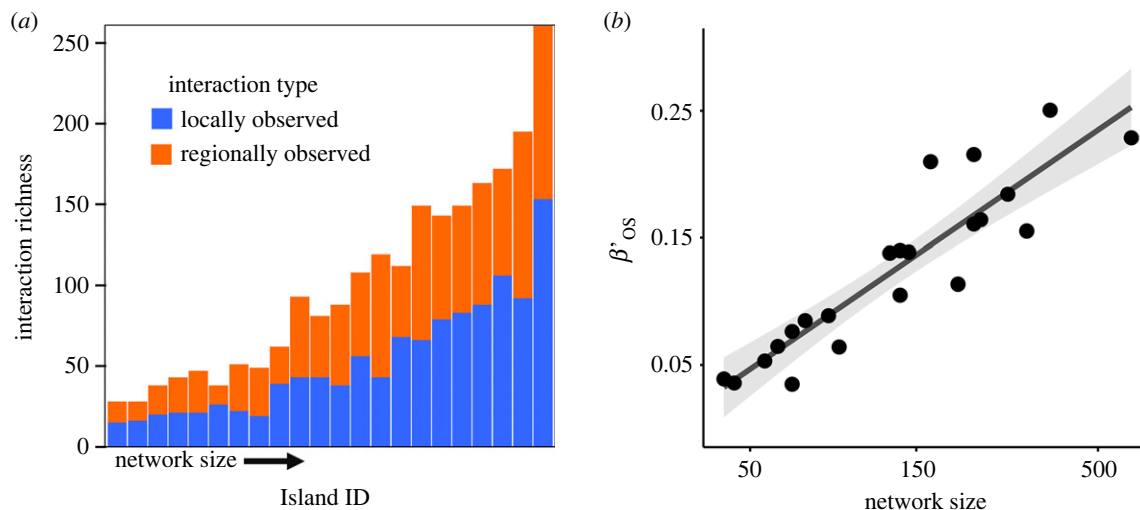 (a)
250
200
150
100
50
0
interaction richness
interaction type
locally observed
regionally observed
network size
Island ID
(b)
0.25
0.15
0.05
β'OS
50 150 500
network size